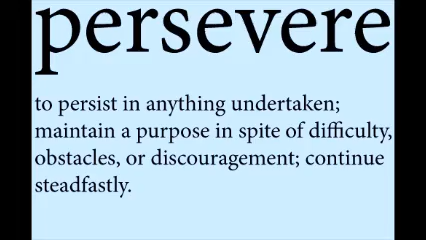 persevere
to persist in anything undertaken;
maintain a purpose in spite of difficulty,
obstacles, or discouragement; continue
steadfastly.